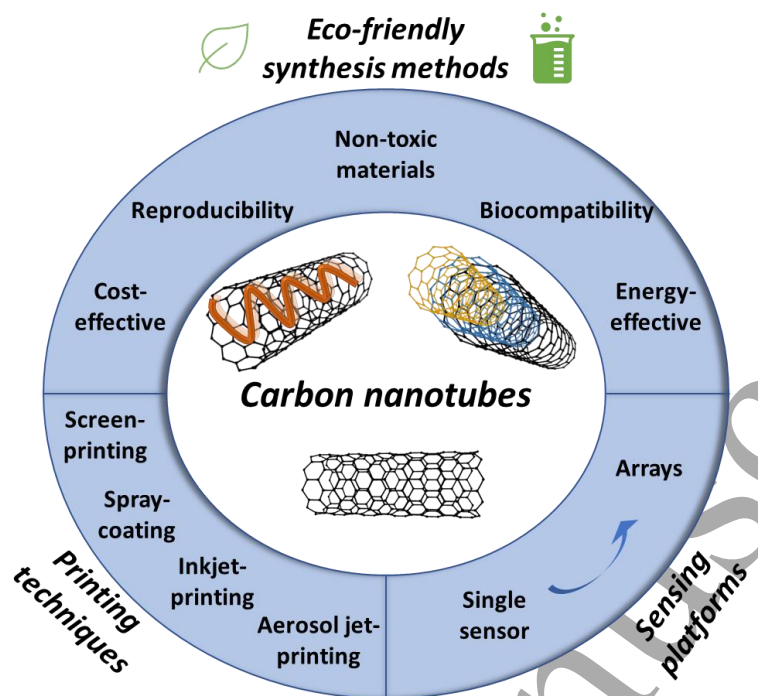 Eco-friendly
synthesis methods
Non-toxic
materials
Reproducibility
Biocompatibility
Cost-
effective
Energy-
effective
Carbon nanotubes
Screen-
printing
Spray-
coating
Inkjet-
printing
Aerosol jet-
printing
Printing
techniques
Arrays
Single
sensor
Sensing
platforms